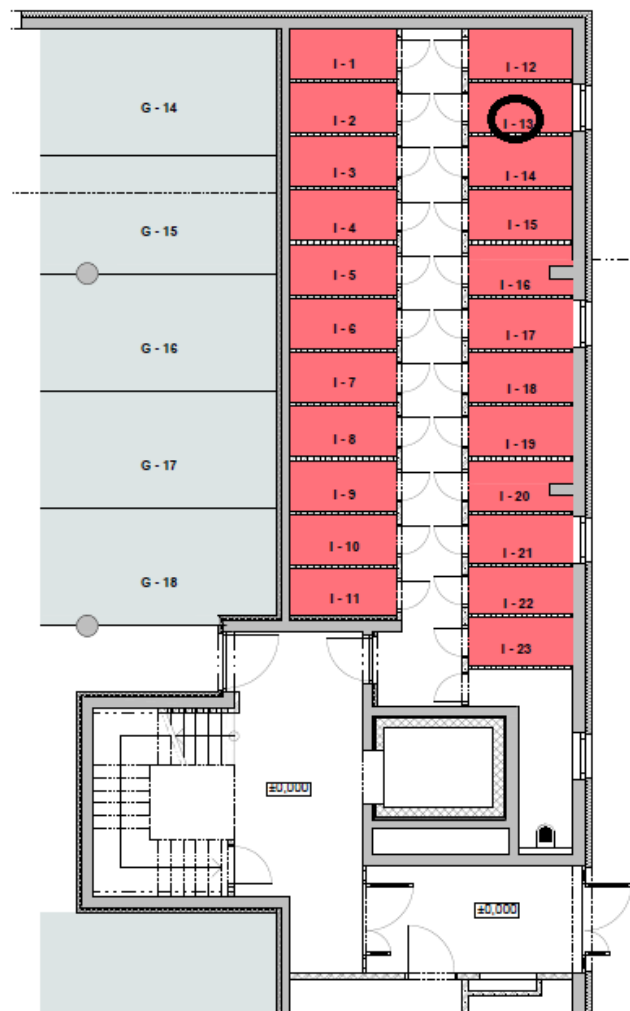 I - 1
I - 12
G - 14
I - 2
I - 13
I - 3
I - 14
I - 4
I - 15
G - 15
I - 5
I - 16
I - 6
I - 17
G - 16
I - 7
I - 18
I - 8
I - 19
G - 17
I - 9
I - 20
I - 10
I - 21
G - 18
I - 11
I - 22
I - 23
±0,000
±0,000